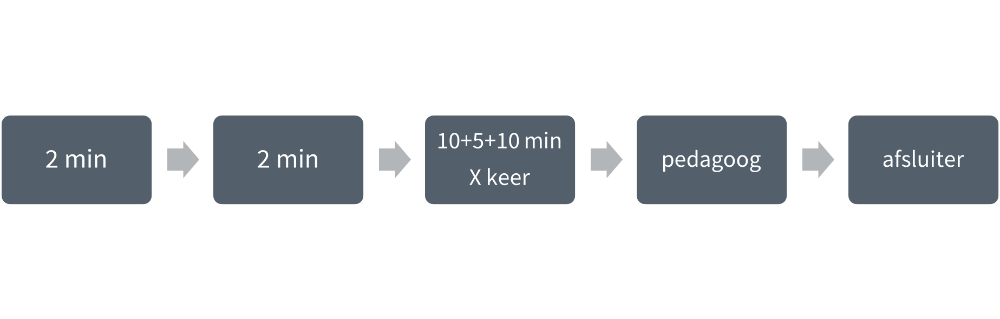 2 min
2 min
10+5+10 min
X keer
pedagoog
afsluiter